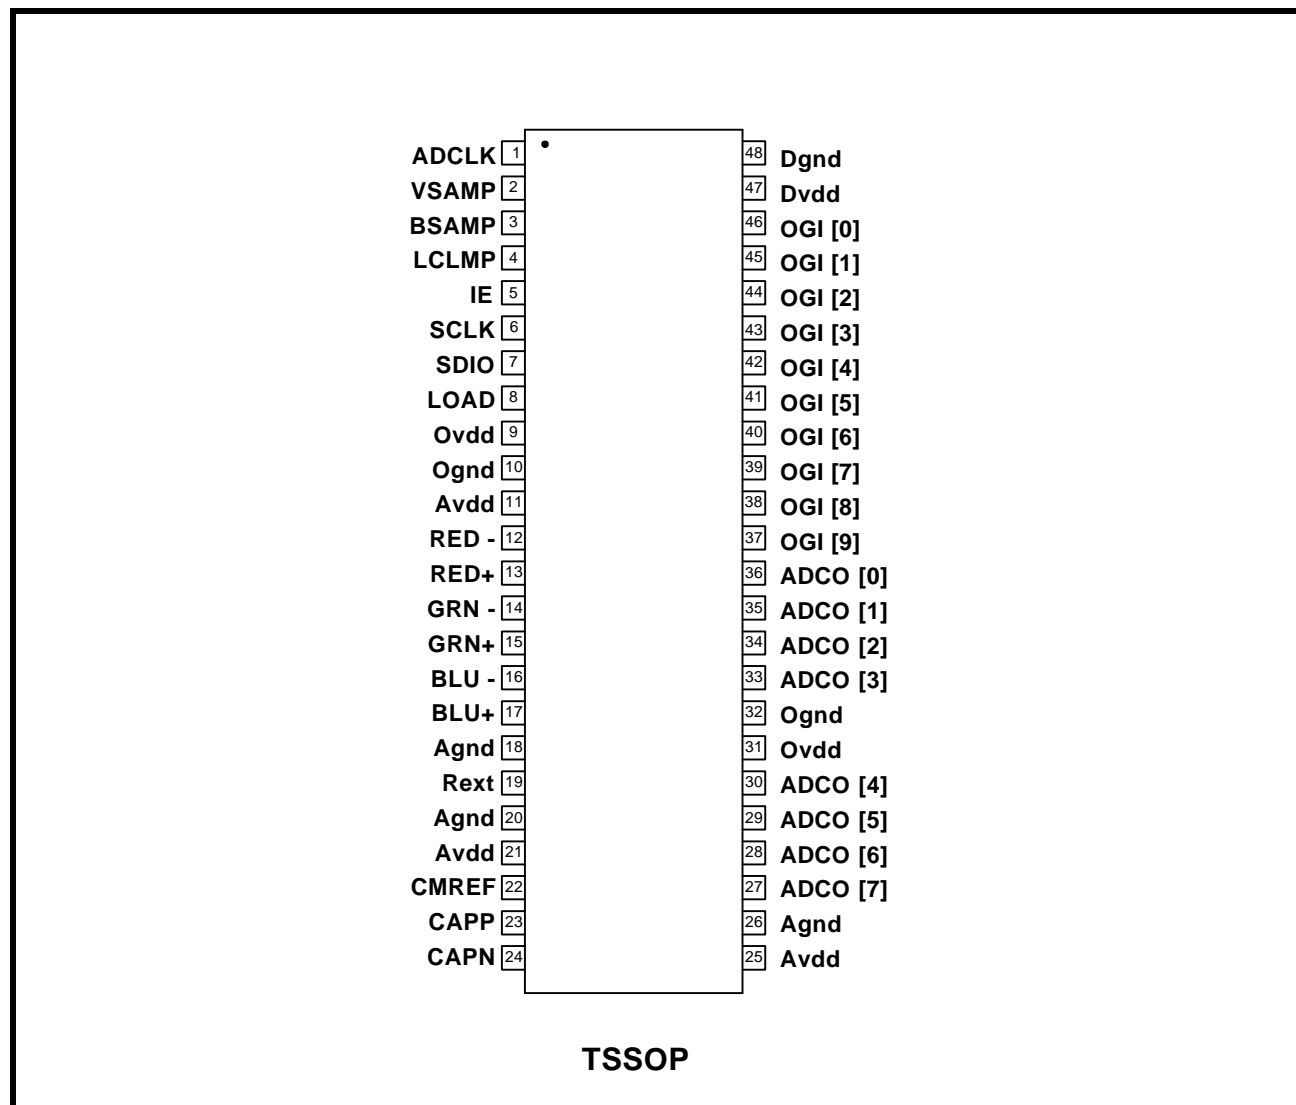 ADCLK 1 48 Dgnd
VSAMP 2 47 Dvdd
BSAMP 3 46 OGI [0]
LCLMP 4 45 OGI [1]
IE 5 44 OGI [2]
SCLK 6 43 OGI [3]
SDIO 7 42 OGI [4]
LOAD 8 41 OGI [5]
Ovdd 9 40 OGI [6]
Ognd 10 39 OGI [7]
Avdd 11 38 OGI [8]
RED - 12 37 OGI [9]
RED+ 13 36 ADCO [0]
GRN - 14 35 ADCO [1]
GRN+ 15 34 ADCO [2]
BLU - 16 33 ADCO [3]
BLU+ 17 32 Ognd
Agnd 18 31 Ovdd
Rext 19 30 ADCO [4]
Agnd 20 29 ADCO [5]
Avdd 21 28 ADCO [6]
CMREF 22 27 ADCO [7]
CAPP 23 26 Agnd
CAPN 24 25 Avdd
TSSOP